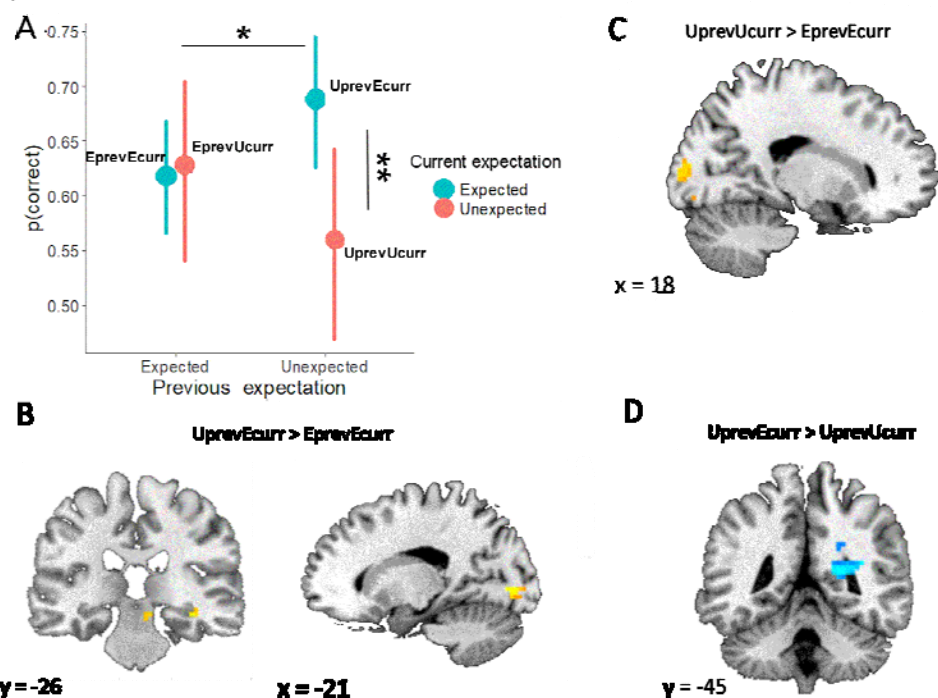 A
*
0.75
0.70
0.65
0.60
0.55
0.50
p(correct)
EprevEcurr
EprevUcurr
UprevEcurr
UprevUcurr
**
Current expectation
Expected
Unexpected
Expected
Unexpected
Previous expectation
C
UprevUcurr > EprevEcurr
x = 18
B
UprevEcurr > EprevEcurr
y = -26
x = -21
D
UprevEcurr > UprevUcurr
y = -45